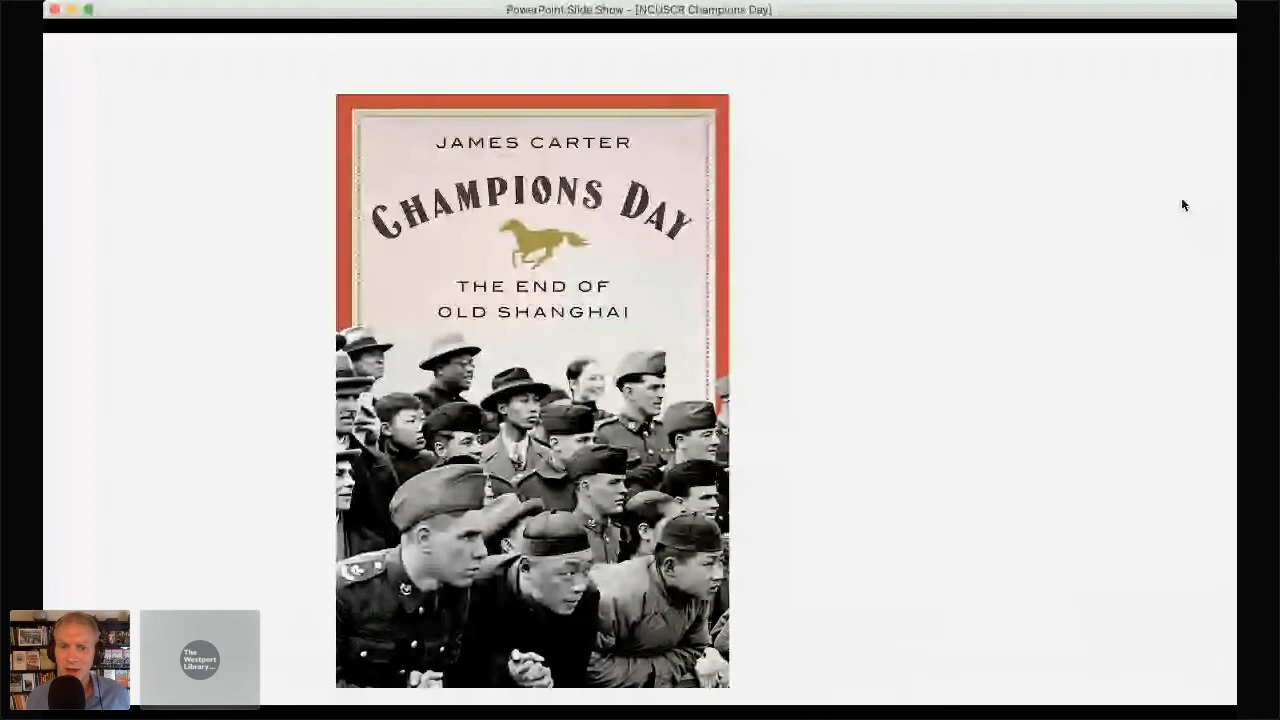 PowerPoint Slide Show - [NCUSCR Champions Day]
JAMES CARTER
CHAMPIONS DAY
THE END OF
OLD SHANGHAI
The
Westport
Library...